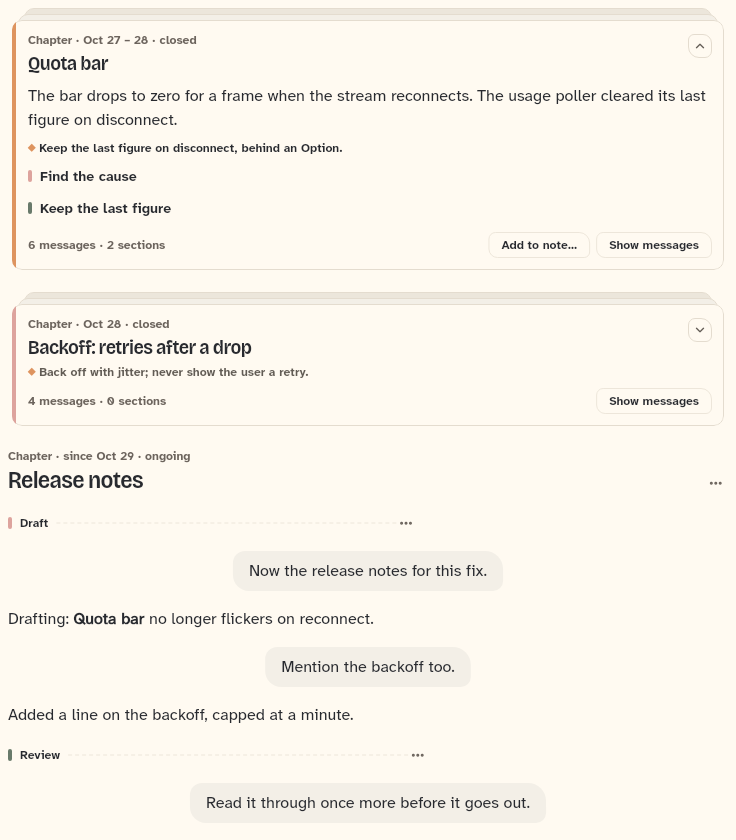 Chapter · Oct 27 – 28 · closed
Quota bar
The bar drops to zero for a frame when the stream reconnects. The usage poller cleared its last
figure on disconnect.
Keep the last figure on disconnect, behind an Option.
Find the cause
Keep the last figure
6 messages · 2 sections
Add to note…
Show messages
Chapter · Oct 28 · closed
Backoff: retries after a drop
Back off with jitter; never show the user a retry.
4 messages · 0 sections
Show messages
Chapter · since Oct 29 · ongoing
Release notes
Draft
Now the release notes for this fix.
Drafting: Quota bar no longer flickers on reconnect.
Mention the backoff too.
Added a line on the backoff, capped at a minute.
Review
Read it through once more before it goes out.